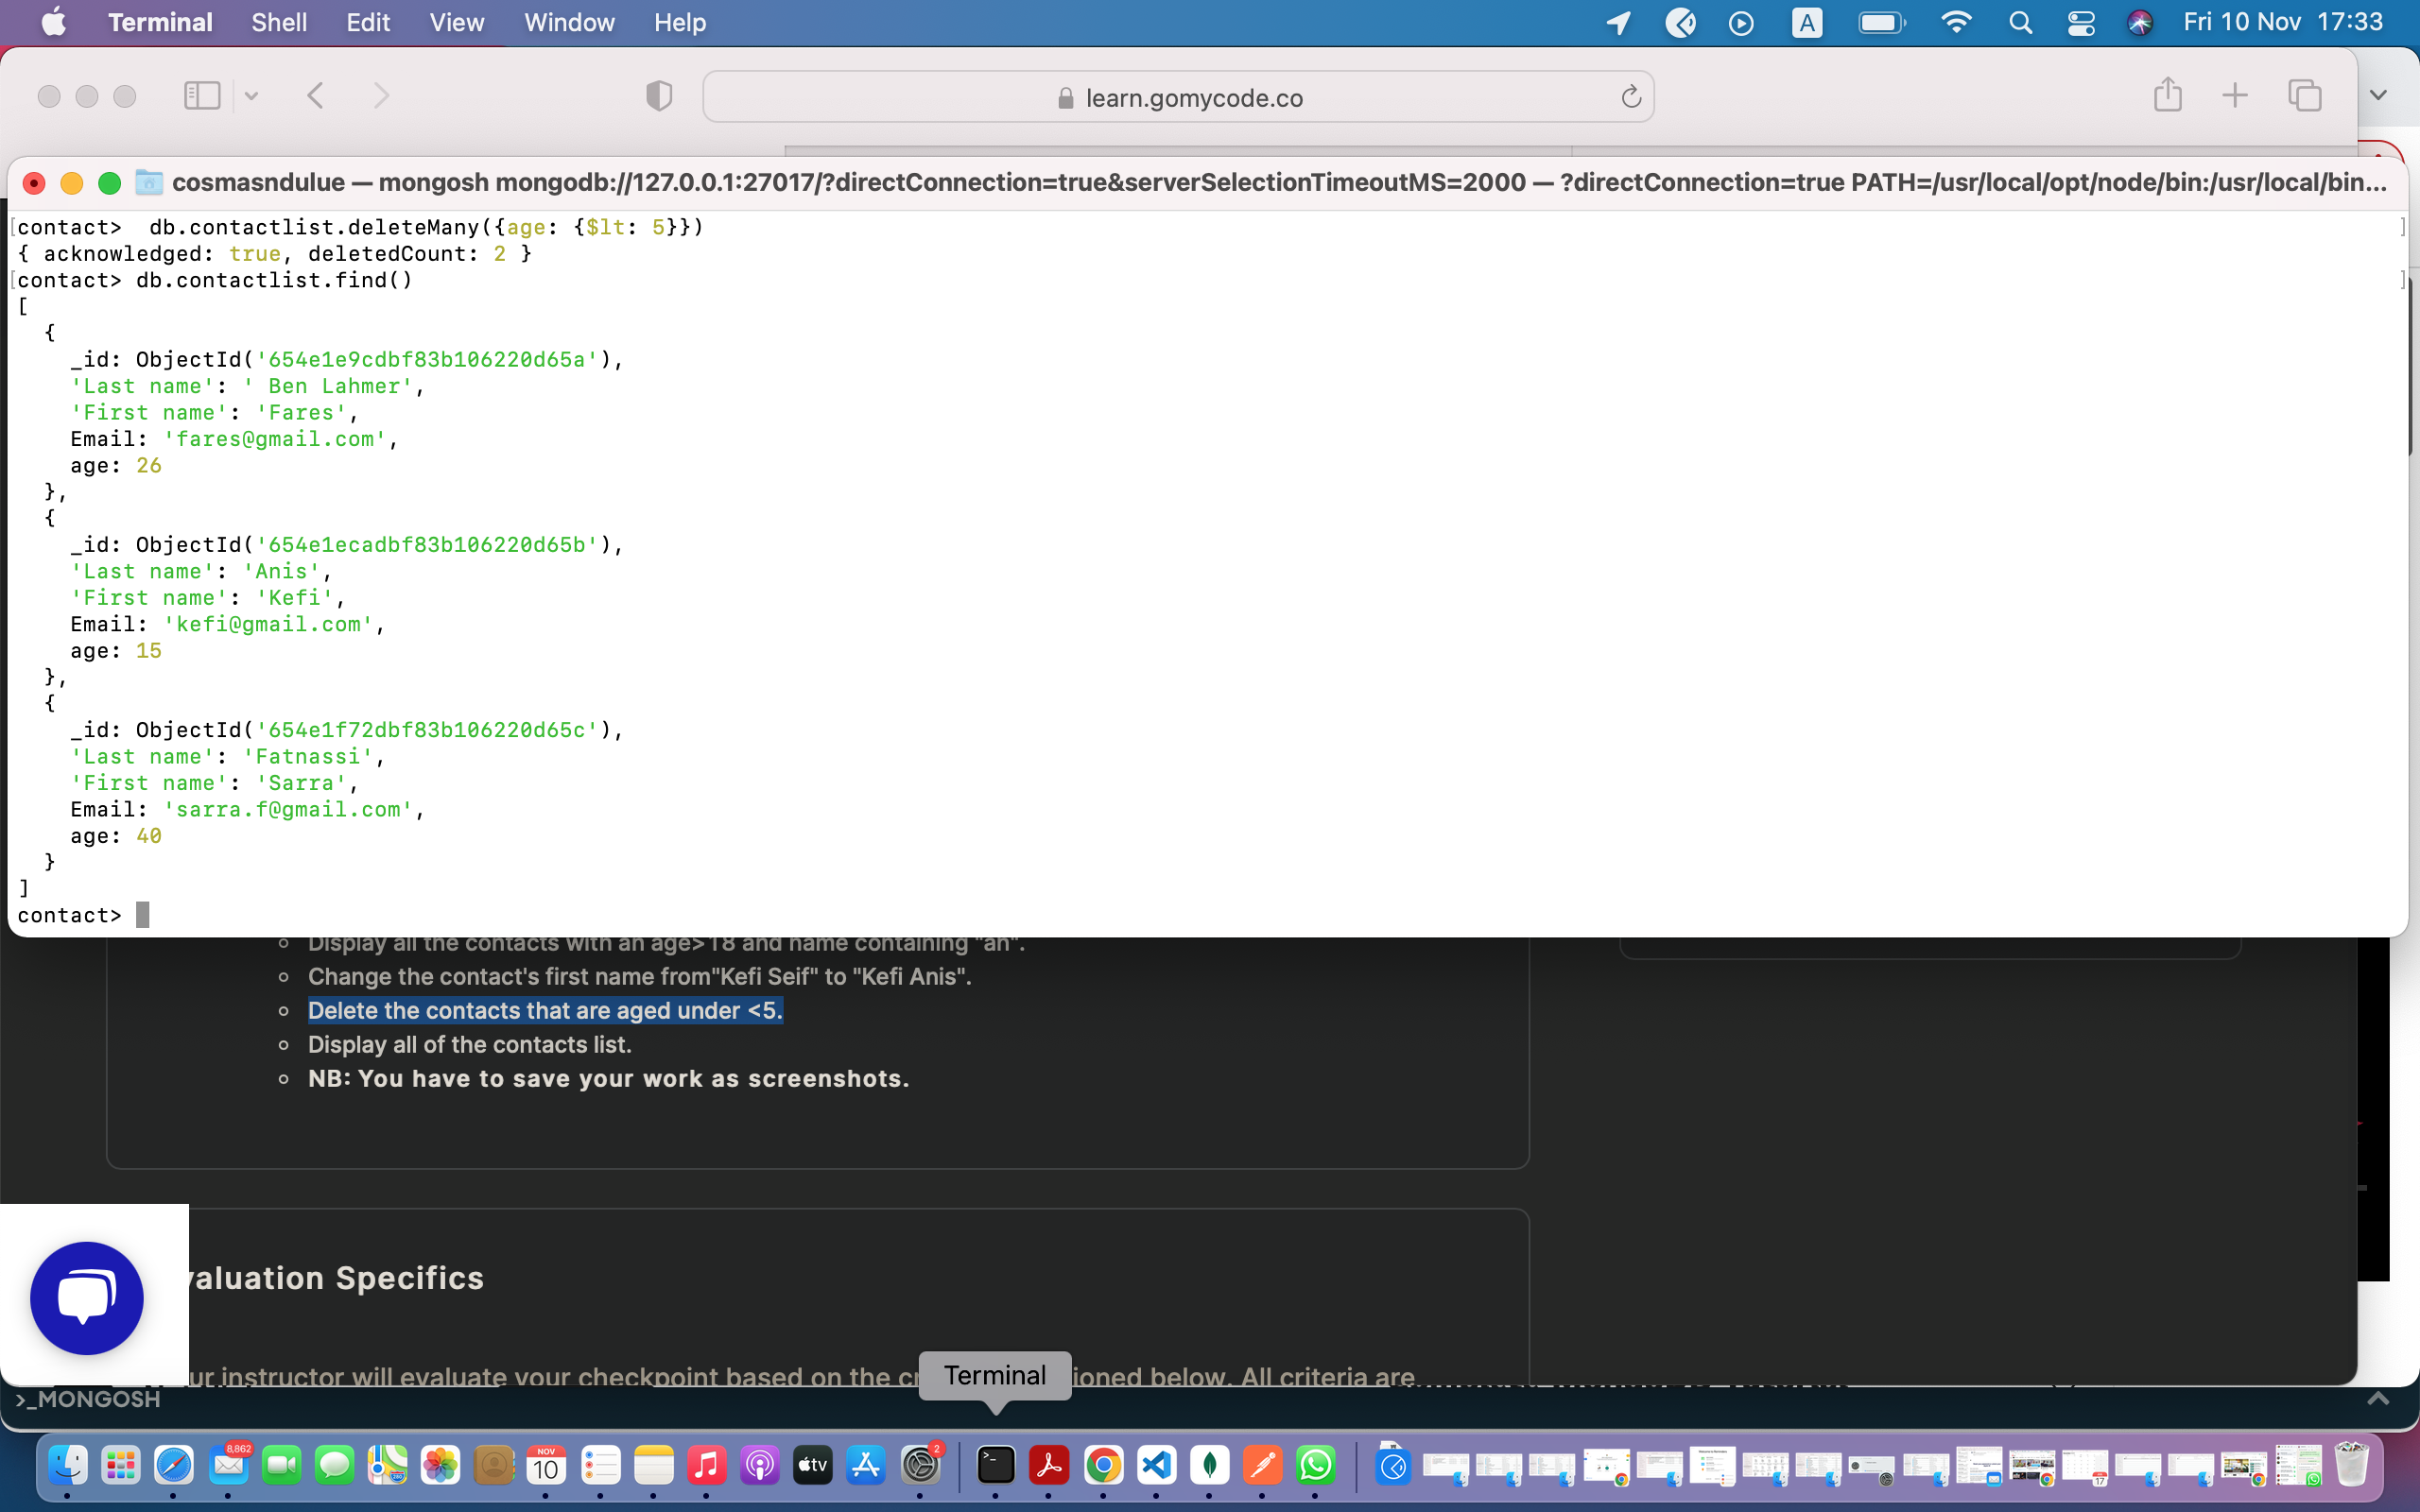 Terminal Shell Edit View Window Help A Fri 10 Nov 17:33
learn.gomycode.co
cosmasndulue — mongosh mongodb://127.0.0.1:27017/?directConnection=true&serverSelectionTimeoutMS=2000 — ?directConnection=true PATH=/usr/local/opt/node/bin:/usr/local/bin...
[contact>  db.contactlist.deleteMany({age: {$lt: 5}}) ]
{ acknowledged: true, deletedCount: 2 }
[contact> db.contactlist.find() ]
[
  {
    _id: ObjectId('654e1e9cdbf83b106220d65a'),
    'Last name': ' Ben Lahmer',
    'First name': 'Fares',
    Email: 'fares@gmail.com',
    age: 26
  },
  {
    _id: ObjectId('654e1ecadbf83b106220d65b'),
    'Last name': 'Anis',
    'First name': 'Kefi',
    Email: 'kefi@gmail.com',
    age: 15
  },
  {
    _id: ObjectId('654e1f72dbf83b106220d65c'),
    'Last name': 'Fatnassi',
    'First name': 'Sarra',
    Email: 'sarra.f@gmail.com',
    age: 40
  }
]
contact>
Display all the contacts with an age>18 and name containing "ah".
Change the contact's first name from"Kefi Seif" to "Kefi Anis".
Delete the contacts that are aged under <5.
Display all of the contacts list.
NB: You have to save your work as screenshots.
valuation Specifics
ur instructor will evaluate your checkpoint based on the cr ioned below. All criteria are
Terminal
>_MONGOSH
8,862
NOV
10
tv
2
17